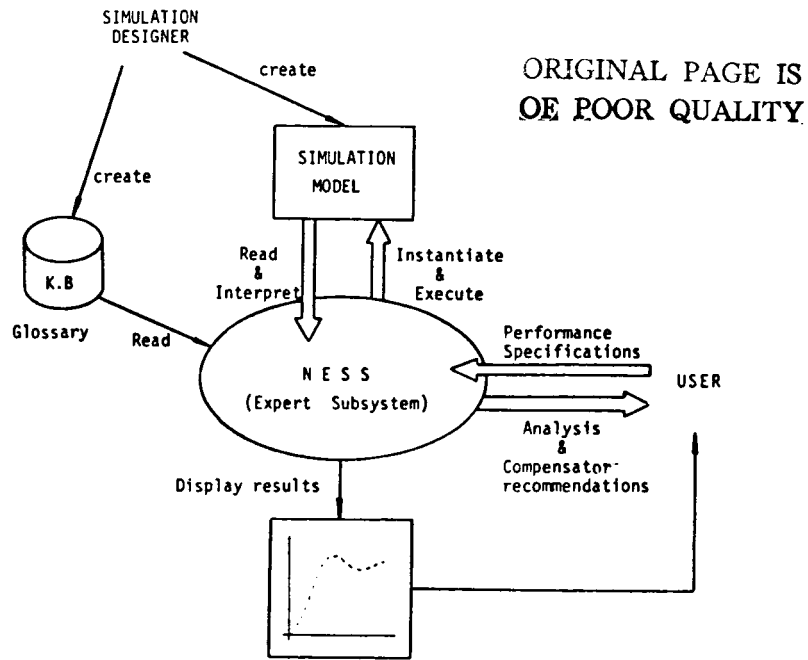 SIMULATION
DESIGNER
create
ORIGINAL PAGE IS
OE POOR QUALITY
SIMULATION
MODEL
create
K.B
Glossary
Read
Read
&
Interpret
Instantiate
&
Execute
N E S S
(Expert Subsystem)
Performance
Specifications
USER
Analysis
&
Compensator
recommendations
Display results